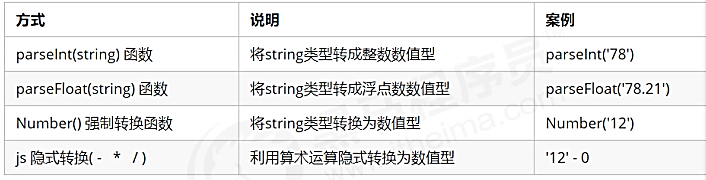 方式 说明 案例
parseInt(string) 函数 将string类型转成整数数值型 parseInt('78')
parseFloat(string) 函数 将string类型转成浮点数数值型 parseFloat('78.21')
Number() 强制转换函数 将string类型转换为数值型 Number('12')
js 隐式转换( - * / ) 利用算术运算隐式转换为数值型 '12' - 0